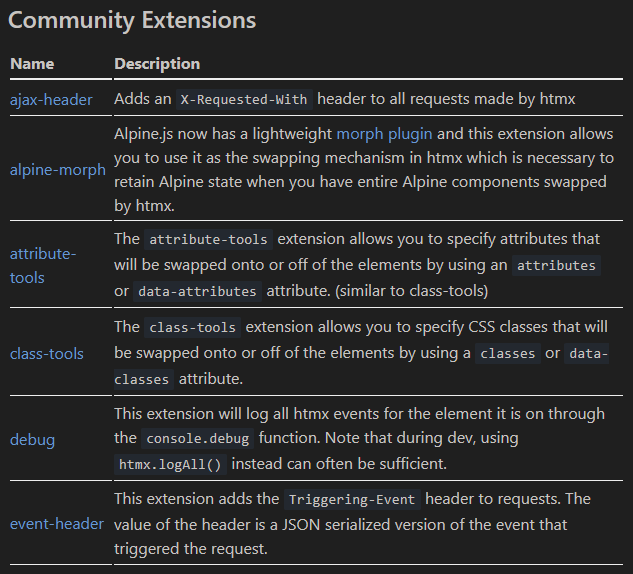 Community Extensions
Name Description
ajax-header Adds an X-Requested-With header to all requests made by htmx
alpine-morph
Alpine.js now has a lightweight morph plugin and this extension allows
you to use it as the swapping mechanism in htmx which is necessary to
retain Alpine state when you have entire Alpine components swapped
by htmx.
attribute-
tools
The attribute-tools extension allows you to specify attributes that
will be swapped onto or off of the elements by using an attributes
or data-attributes attribute. (similar to class-tools)
class-tools
The class-tools extension allows you to specify CSS classes that will
be swapped onto or off of the elements by using a classes or data-
classes attribute.
debug
This extension will log all htmx events for the element it is on through
the console.debug function. Note that during dev, using
htmx.logAll() instead can often be sufficient.
event-header
This extension adds the Triggering-Event header to requests. The
value of the header is a JSON serialized version of the event that
triggered the request.